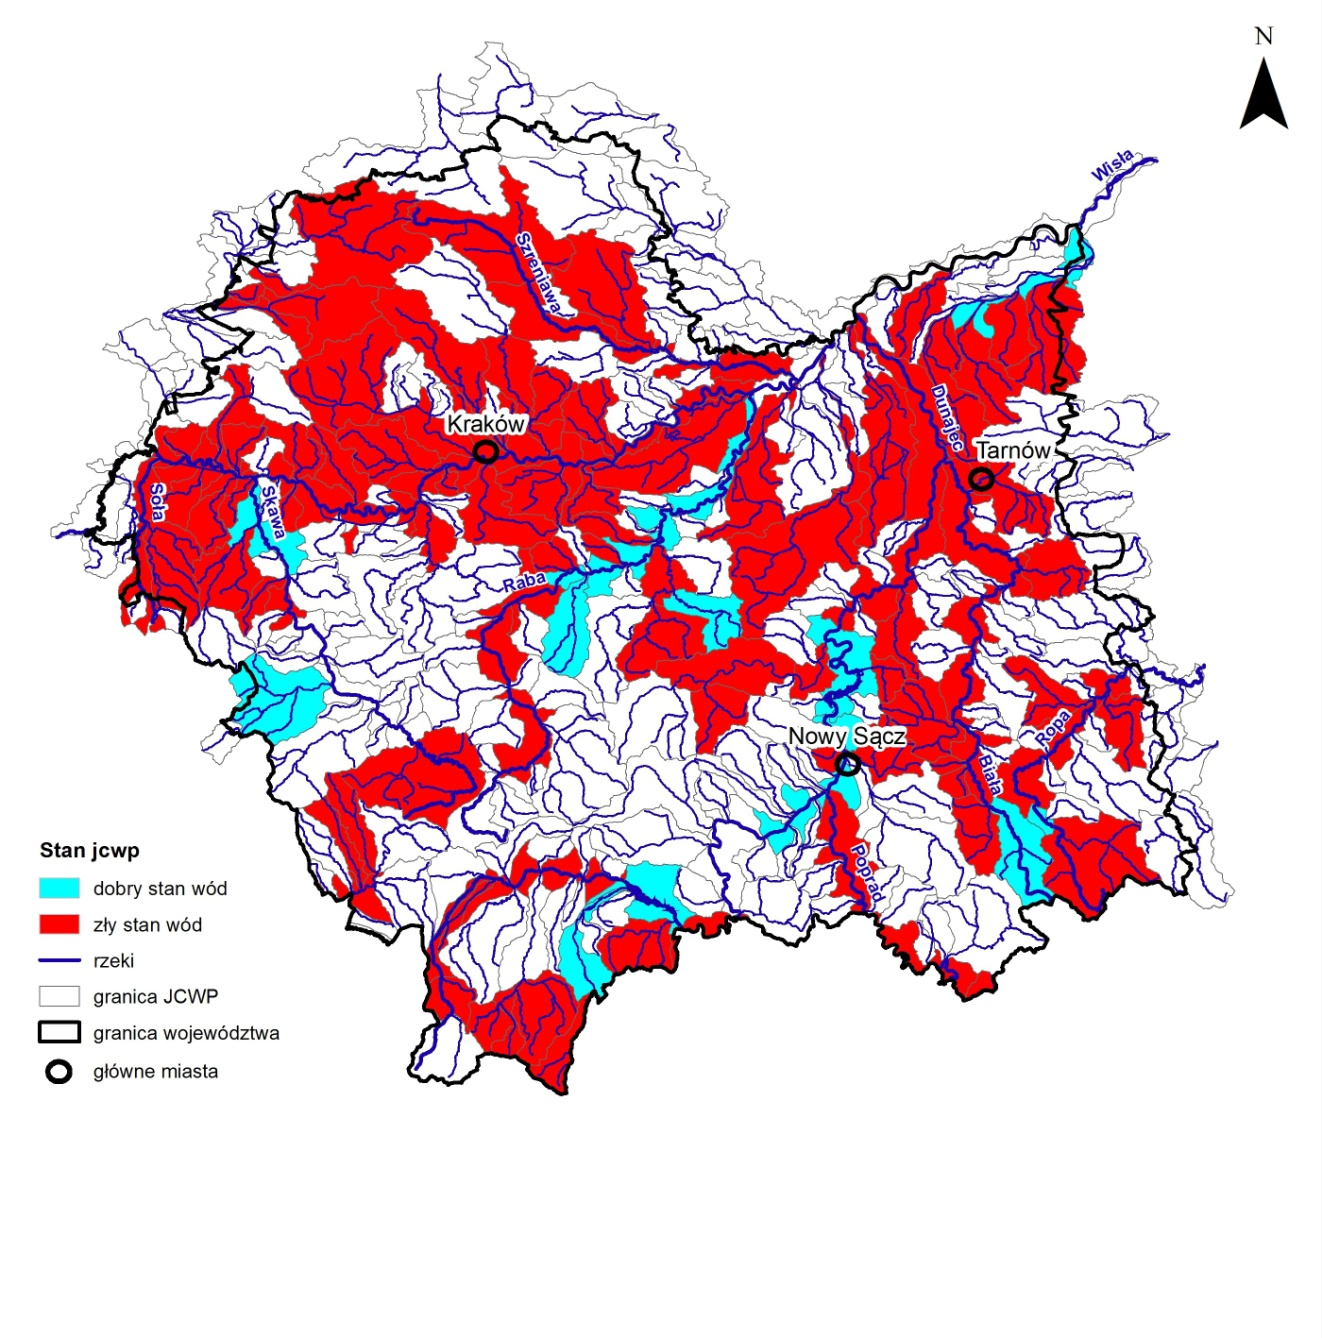 N
Wisła
Szreniawa
Dunajec
Kraków
Tarnów
Soła
Skawa
Raba
Nowy Sącz
Ropa
Biała
Poprad
Stan jcwp
dobry stan wód
zły stan wód
rzeki
granica JCWP
granica województwa
główne miasta